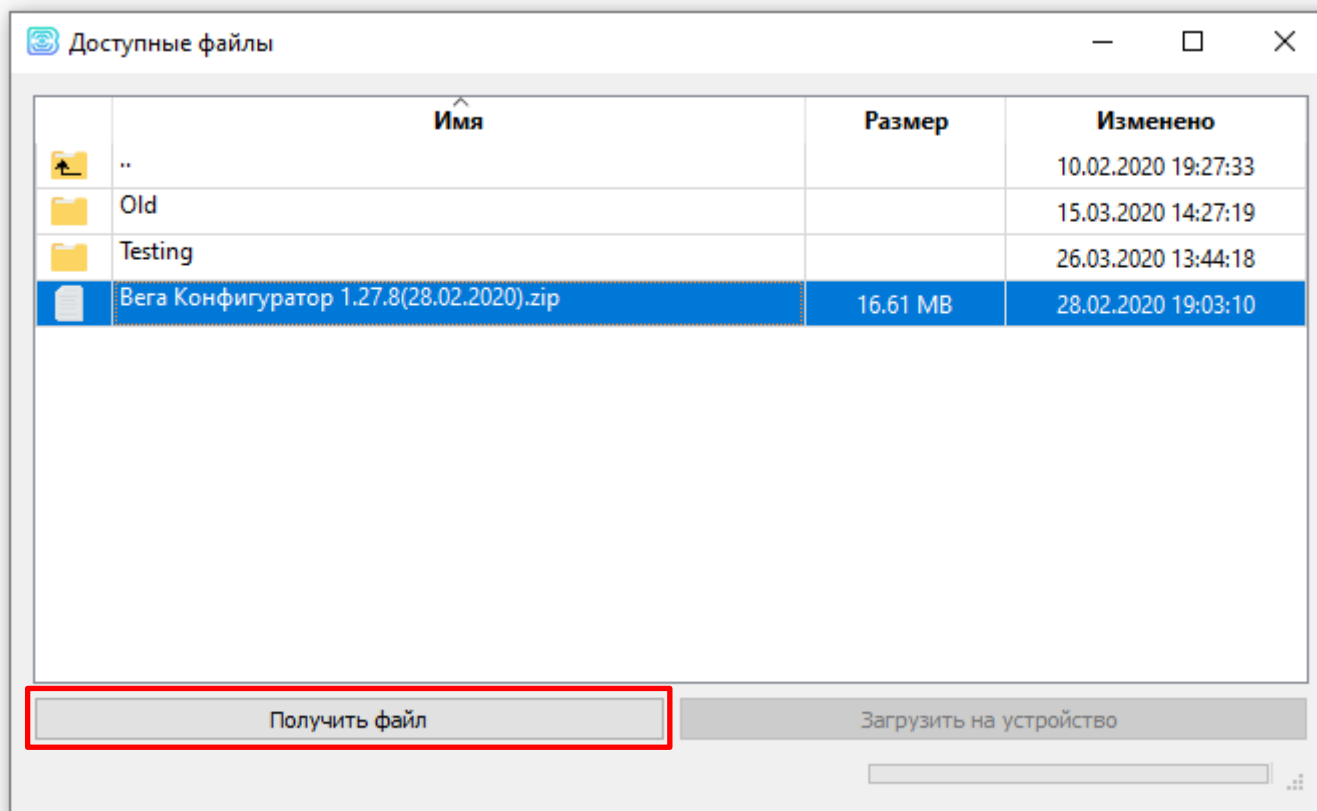 Доступные файлы
Имя Размер Изменено
.. 10.02.2020 19:27:33
Old 15.03.2020 14:27:19
Testing 26.03.2020 13:44:18
Вега Конфигуратор 1.27.8(28.02.2020).zip 16.61 MB 28.02.2020 19:03:10
Получить файл Загрузить на устройство